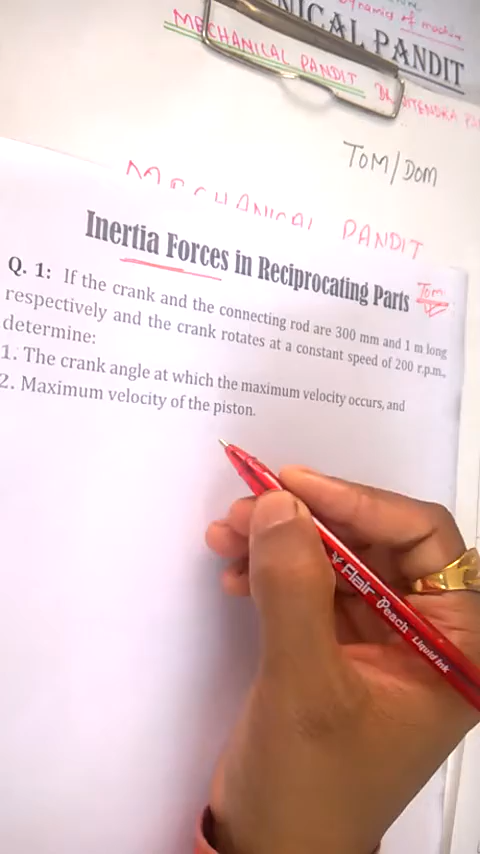 Dynamic of machine
NICAL PANDIT
MECHANICAL PANDIT
TOM/DOM
MECHANICAL PANDIT
Inertia Forces in Reciprocating Parts
Tom
Q. 1: If the crank and the connecting rod are 300 mm and 1 m long
respectively and the crank rotates at a constant speed of 200 r.p.m.,
determine:
1. The crank angle at which the maximum velocity occurs, and
2. Maximum velocity of the piston.
Flair Peach Liquid Ink